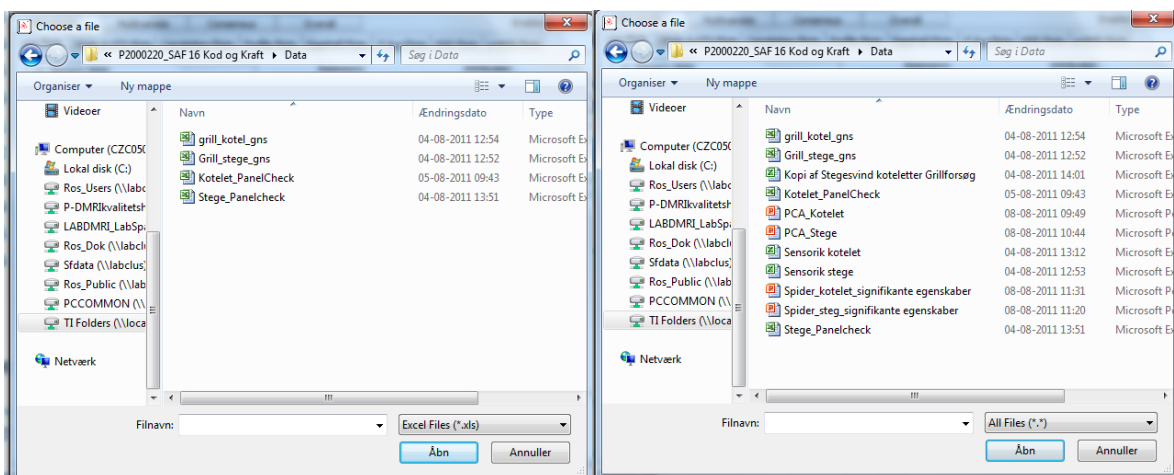 Choose a file
« P2000220_SAF 16 Kod og Kraft ▸ Data
Søg i Data
Organiser
Ny mappe
Videoer
Computer (CZC050
Lokal disk (C:)
Ros_Users (\\labc
P-DMRIkvalitetsh
LABDMRI_LabSpa
Ros_Dok (\\labclu
Sfdata (\\labclus)
Ros_Public (\\lab
PCCOMMON (\\
TI Folders (\\loca
Netværk
Navn Ændringsdato Type
grill_kotel_gns 04-08-2011 12:54 Microsoft Ex
Grill_stege_gns 04-08-2011 12:52 Microsoft Ex
Kotelet_PanelCheck 05-08-2011 09:43 Microsoft Ex
Stege_Panelcheck 04-08-2011 13:51 Microsoft Ex
Filnavn:
Excel Files (*.xls)
Åbn
Annuller
Choose a file
« P2000220_SAF 16 Kod og Kraft ▸ Data
Søg i Data
Organiser
Ny mappe
Videoer
Computer (CZC050
Lokal disk (C:)
Ros_Users (\\labc
P-DMRIkvalitetsh
LABDMRI_LabSpa
Ros_Dok (\\labclu
Sfdata (\\labclus)
Ros_Public (\\lab
PCCOMMON (\\
TI Folders (\\loca
Netværk
Navn Ændringsdato Type
grill_kotel_gns 04-08-2011 12:54 Microsoft Ex
Grill_stege_gns 04-08-2011 12:52 Microsoft Ex
Kopi af Stegesvind koteletter Grillforsøg 04-08-2011 14:01 Microsoft Ex
Kotelet_PanelCheck 05-08-2011 09:43 Microsoft Ex
PCA_Kotelet 08-08-2011 09:49 Microsoft Po
PCA_Stege 08-08-2011 10:44 Microsoft Po
Sensorik kotelet 04-08-2011 13:12 Microsoft Ex
Sensorik stege 04-08-2011 12:53 Microsoft Ex
Spider_kotelet_signifikante egenskaber 08-08-2011 11:31 Microsoft Po
Spider_steg_signifikante egenskaber 08-08-2011 11:20 Microsoft Po
Stege_Panelcheck 04-08-2011 13:51 Microsoft Ex
Filnavn:
All Files (*.*)
Åbn
Annuller